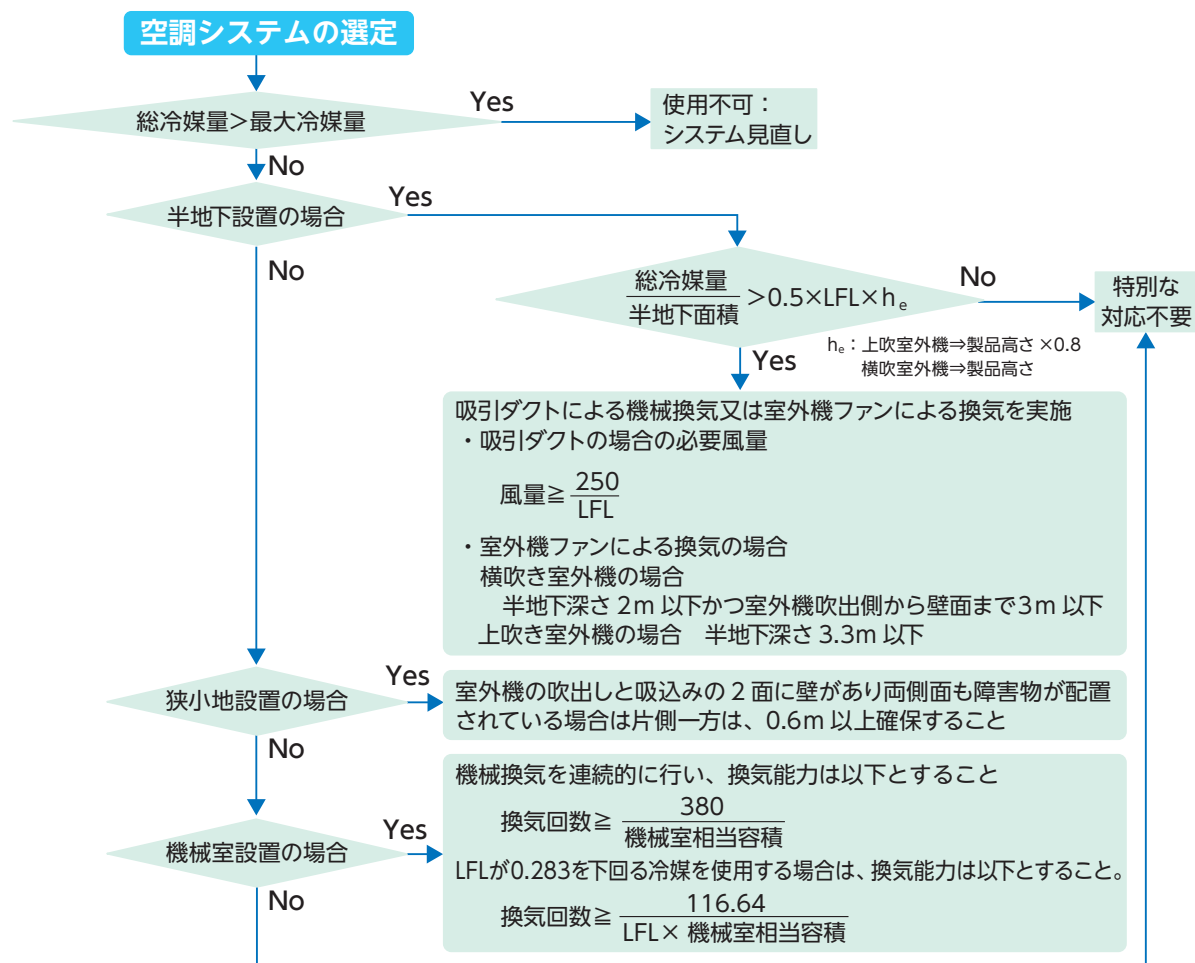 空調システムの選定
総冷媒量>最大冷媒量
Yes
使用不可：
システム見直し
No
半地下設置の場合
Yes
No
総冷媒量
半地下面積
>0.5×LFL×he
No
特別な
対応不要
Yes
he：上吹室外機⇒製品高さ×0.8
横吹室外機⇒製品高さ
吸引ダクトによる機械換気又は室外機ファンによる換気を実施
・吸引ダクトの場合の必要風量
風量≧
250
LFL
・室外機ファンによる換気の場合
横吹き室外機の場合
半地下深さ2m以下かつ室外機吹出側から壁面まで3m以下
上吹き室外機の場合　半地下深さ3.3m以下
狭小地設置の場合
Yes
室外機の吹出しと吸込みの2面に壁があり両側面も障害物が配置
されている場合は片側一方は、0.6m以上確保すること
No
機械換気を連続的に行い、換気能力は以下とすること
換気回数≧
380
機械室相当容積
機械室設置の場合
Yes
LFLが0.283を下回る冷媒を使用する場合は、換気能力は以下とすること。
No
換気回数≧
116.64
LFL×機械室相当容積